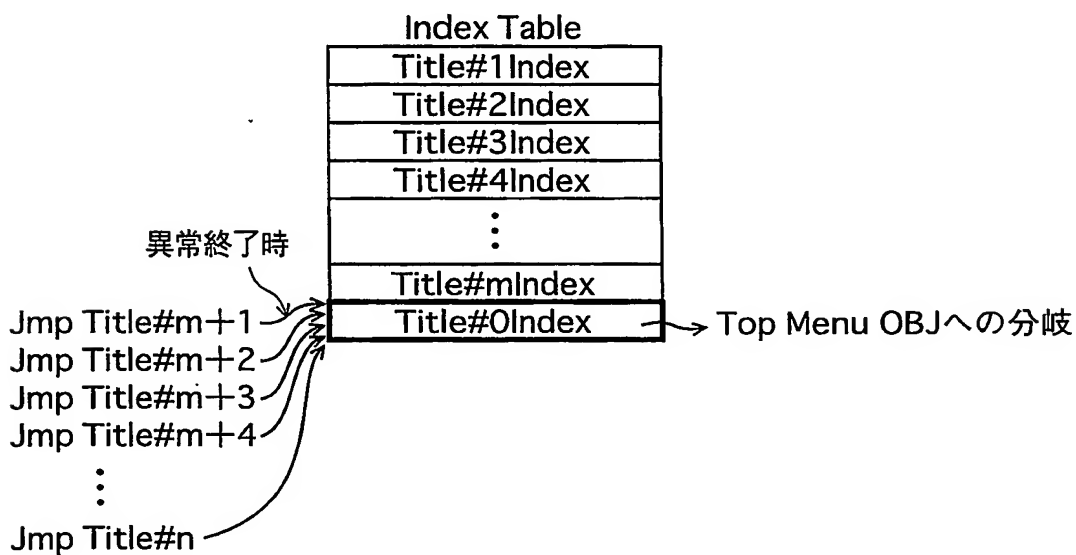 Index Table
Title#1Index
Title#2Index
Title#3Index
Title#4Index
⋮
Title#mIndex
Title#0Index
Top Menu OBJへの分岐
異常終了時
Jmp Title#m+1
Jmp Title#m+2
Jmp Title#m+3
Jmp Title#m+4
⋮
Jmp Title#n